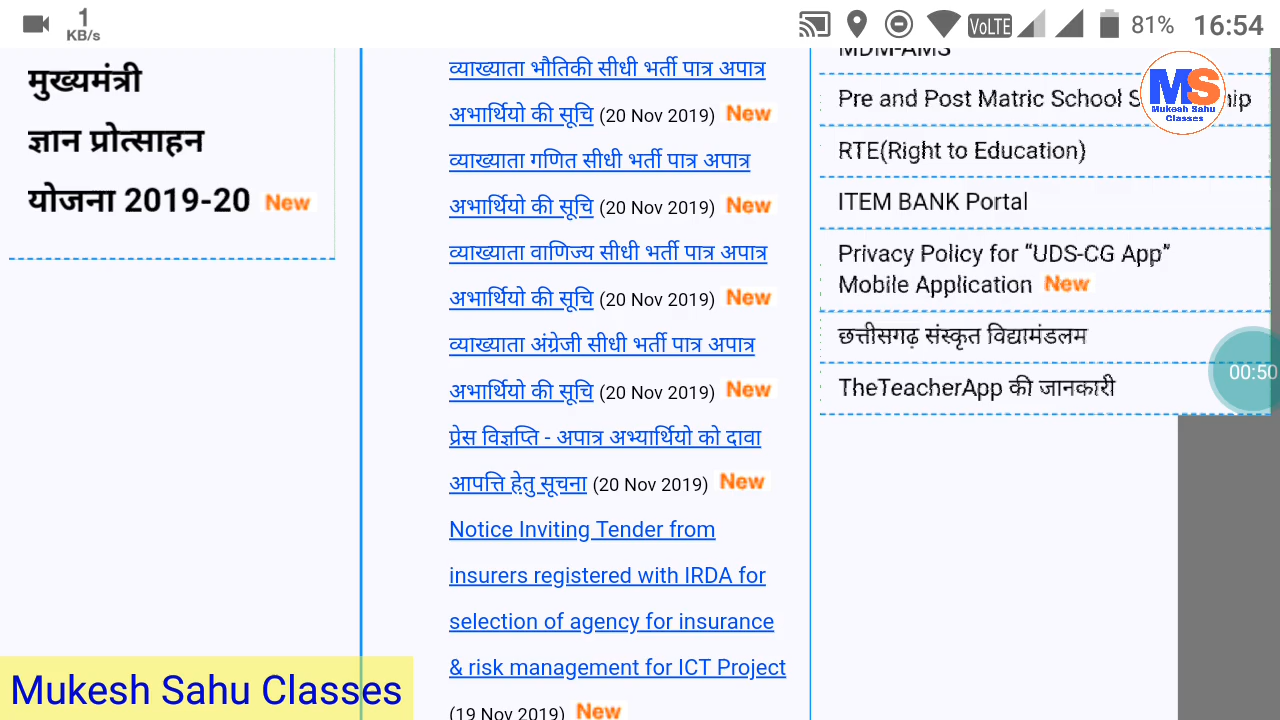 1
KB/s
VoLTE
81%
16:54
मुख्यमंत्री
ज्ञान प्रोत्साहन
योजना 2019-20 New
व्याख्याता भौतिकी सीधी भर्ती पात्र अपात्र
अभार्थियो की सूचि (20 Nov 2019) New
व्याख्याता गणित सीधी भर्ती पात्र अपात्र
अभार्थियो की सूचि (20 Nov 2019) New
व्याख्याता वाणिज्य सीधी भर्ती पात्र अपात्र
अभार्थियो की सूचि (20 Nov 2019) New
व्याख्याता अंग्रेजी सीधी भर्ती पात्र अपात्र
अभार्थियो की सूचि (20 Nov 2019) New
प्रेस विज्ञप्ति - अपात्र अभ्यार्थियो को दावा
आपत्ति हेतु सूचना (20 Nov 2019) New
Notice Inviting Tender from
insurers registered with IRDA for
selection of agency for insurance
& risk management for ICT Project
(19 Nov 2019) New
MDM-AMS
Pre and Post Matric School
RTE(Right to Education)
ITEM BANK Portal
Privacy Policy for “UDS-CG App”
Mobile Application New
छत्तीसगढ़ संस्कृत विद्यामंडलम
TheTeacherApp की जानकारी
MS
Mukesh Sahu
Classes
00:50
Mukesh Sahu Classes